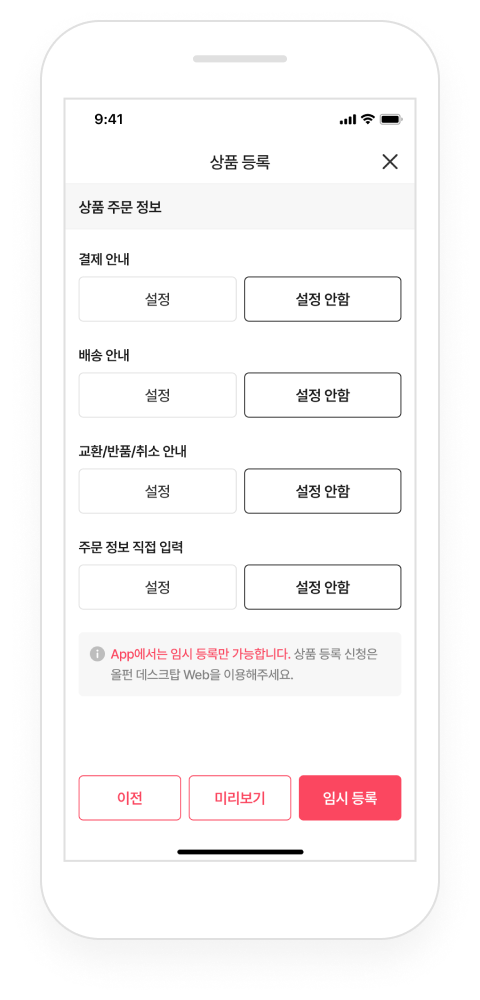 9:41
상품 등록
상품 주문 정보
결제 안내
설정 설정 안함
배송 안내
설정 설정 안함
교환/반품/취소 안내
설정 설정 안함
주문 정보 직접 입력
설정 설정 안함
App에서는 임시 등록만 가능합니다. 상품 등록 신청은
올펀 데스크탑 Web을 이용해주세요.
이전 미리보기 임시 등록